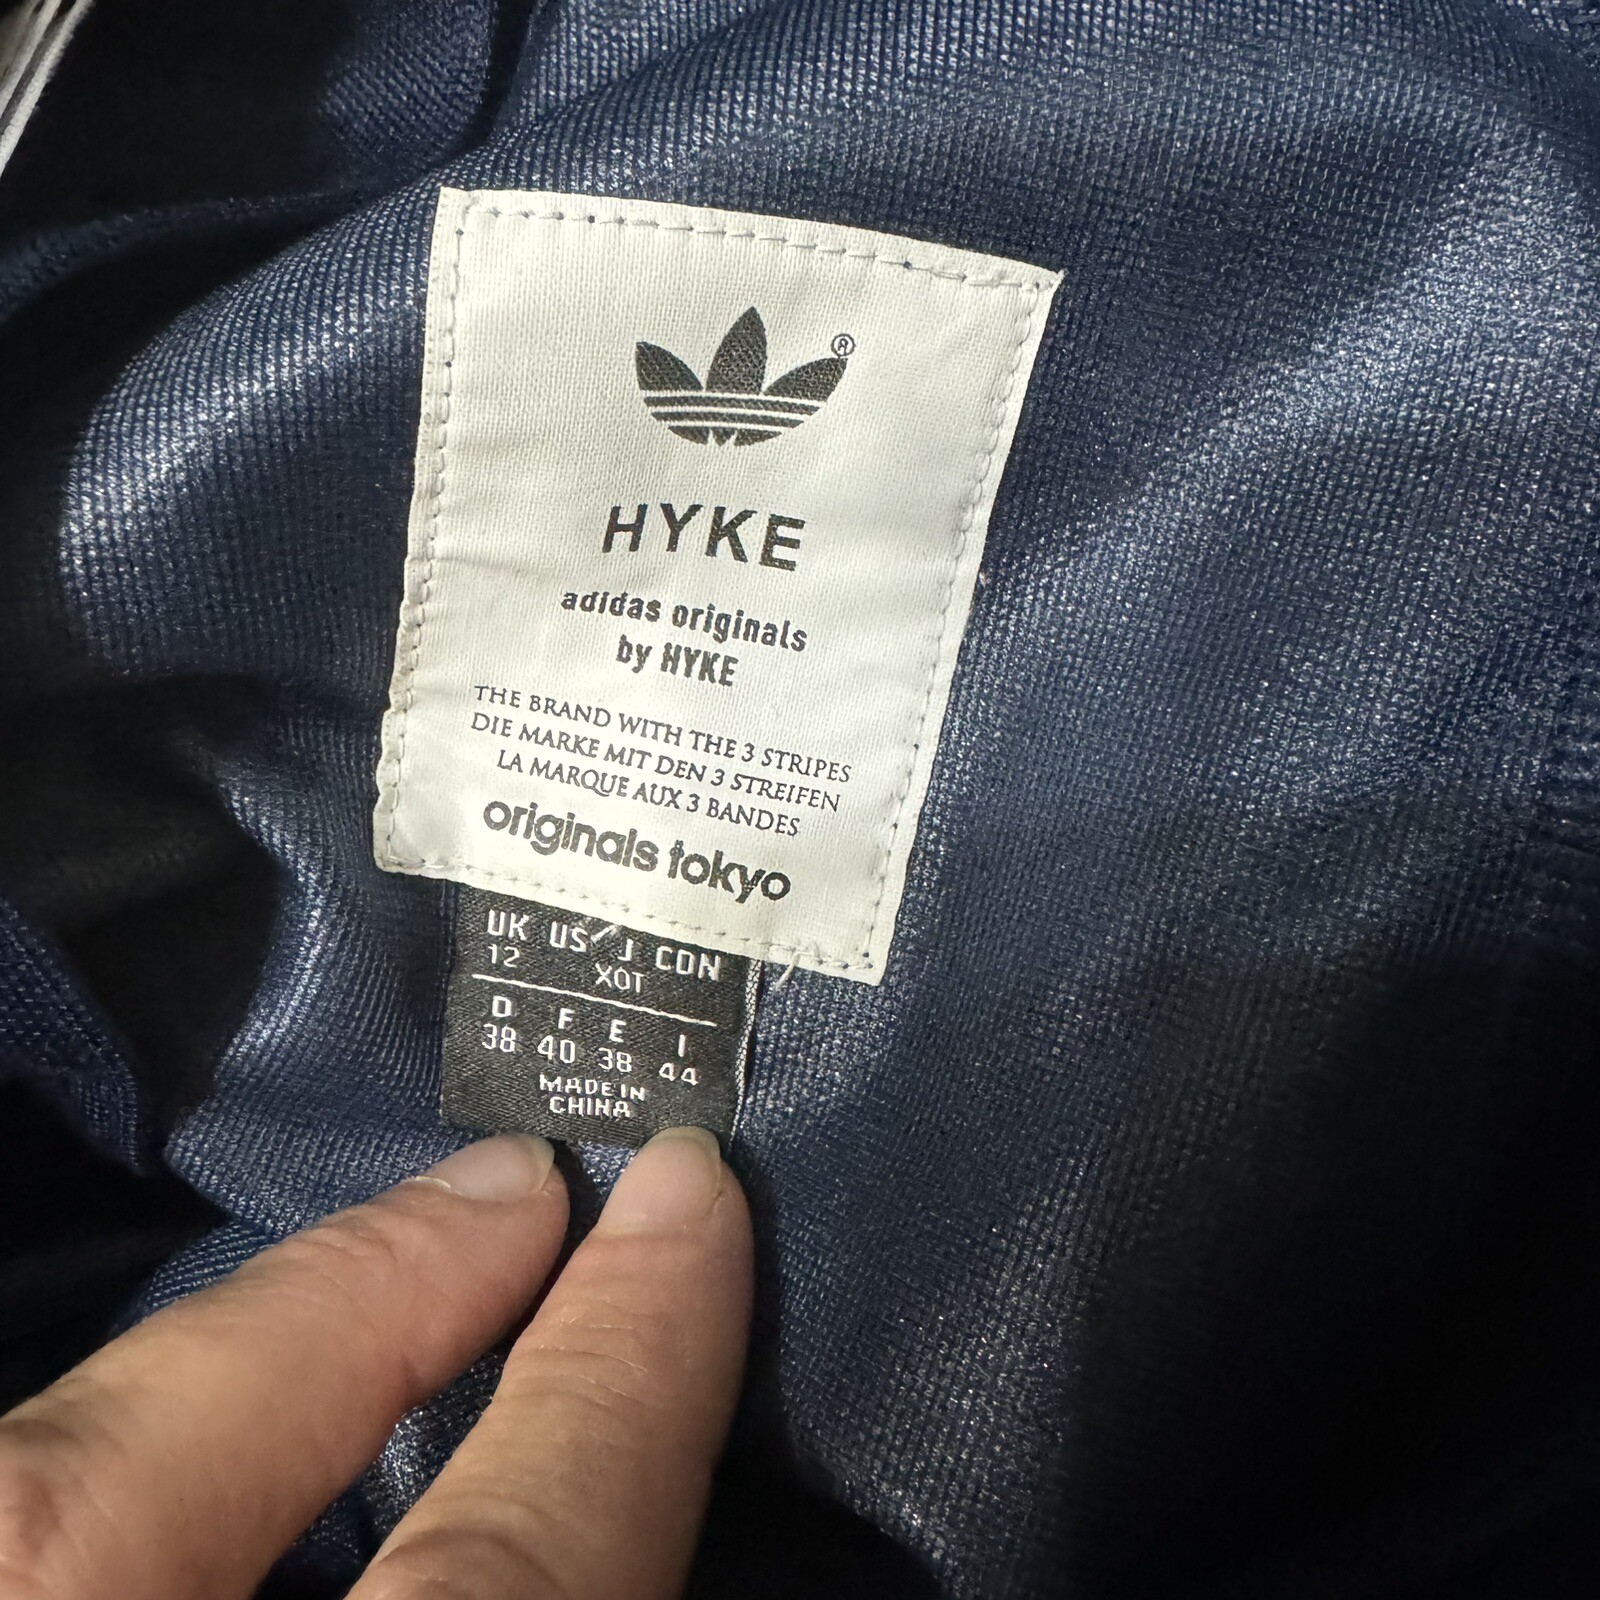 ®
HYKE
adidas originals
by HYKE
THE BRAND WITH THE 3 STRIPES
DIE MARKE MIT DEN 3 STREIFEN
LA MARQUE AUX 3 BANDES
originals tokyo
UK US/J CON
12 XOT
D F E I
38 40 38 44
MADE IN
CHINA